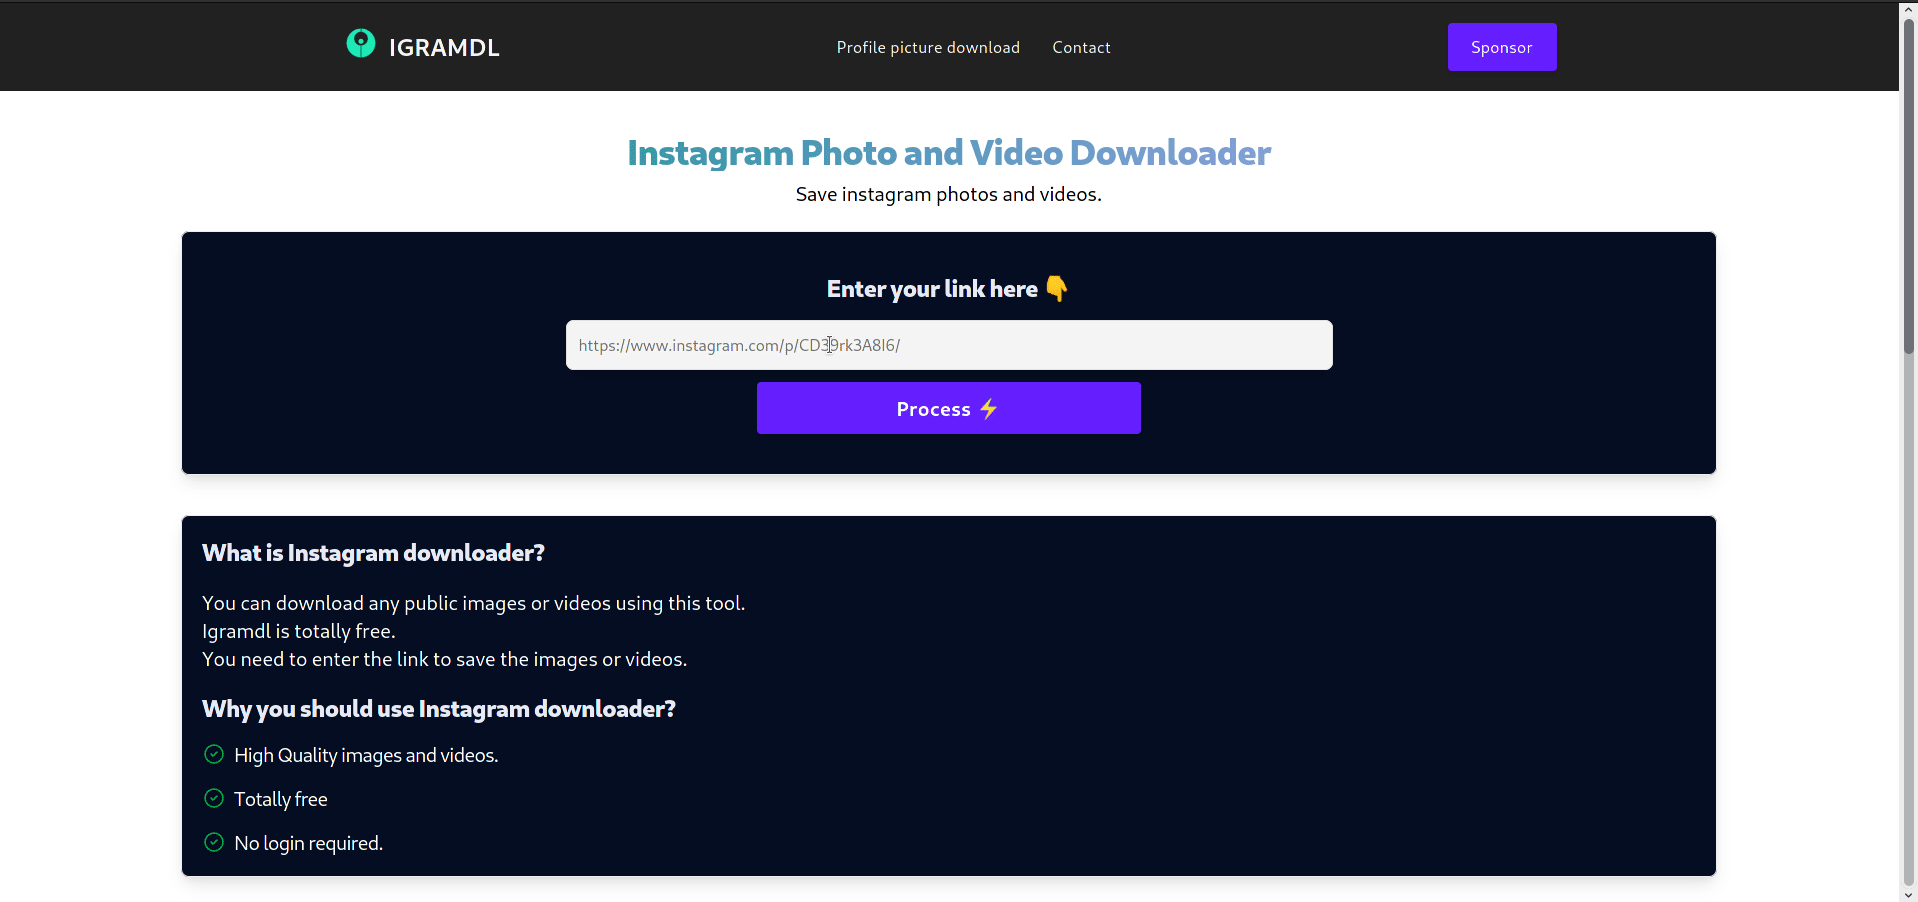 IGRAMDL
Profile picture download
Contact
Sponsor
Instagram Photo and Video Downloader
Save instagram photos and videos.
Enter your link here 👇
https://www.instagram.com/p/CD39rk3A8I6/
Process ⚡
What is Instagram downloader?
You can download any public images or videos using this tool.
Igramdl is totally free.
You need to enter the link to save the images or videos.
Why you should use Instagram downloader?
High Quality images and videos.
Totally free
No login required.